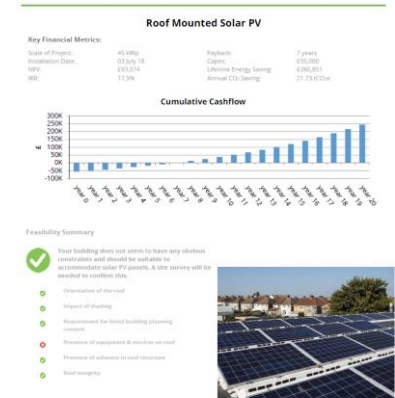 Roof Mounted Solar PV
Key Financial Metrics:
Scale of Project: 45 kWp Payback: 7 years
Installation Date: 03 July 18 Capex: £55,000
NPV: Lifetime Energy Saving:
IRR: 17.5% Annual CO₂ Saving: 21.13 tCO₂e
Cumulative Cashflow
300K
250K
200K
150K
100K
50K
0K
-50K
-100K
£
year 0 year 1 year 2 year 3 year 4 year 5 year 6 year 7 year 8 year 9 year 10 year 11 year 12 year 13 year 14 year 15 year 16 year 17 year 18 year 19 year 20
Feasibility Summary
Your building does not seem to have any obvious
constraints and should be suitable to
accommodate solar PV panels. A site survey will be
needed to confirm this.
Orientation of the roof
Impact of shading
Requirement for listed building planning
consent
Presence of equipment & services on roof
Presence of asbestos in roof structure
Roof Integrity